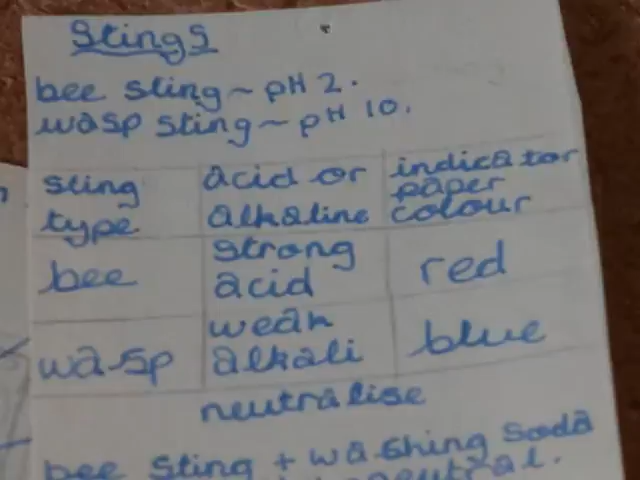 Stings
bee sting ~ pH 2.
wasp sting ~ pH 10.
sting type | acid or alkaline | indicator paper colour
bee | strong acid | red
wasp | weak alkali | blue
neutralise
bee sting + washing soda
neutral.